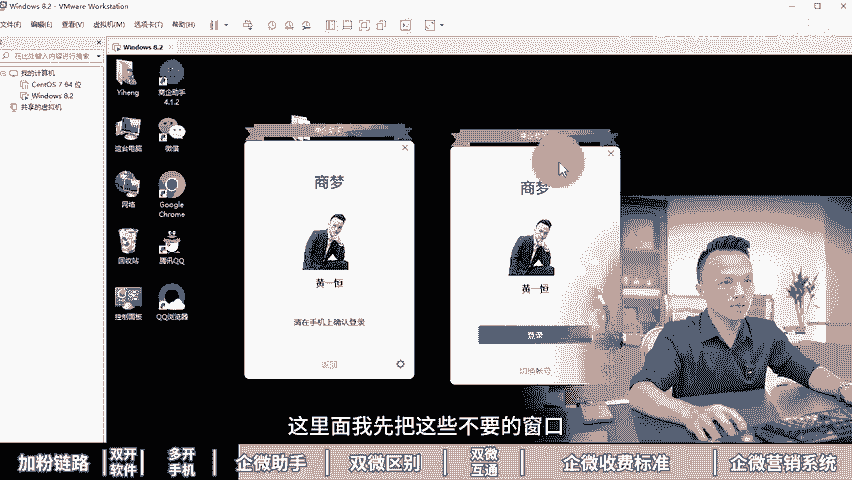 Windows 8.2 - VMware Workstation
文件(F) 编辑(E) 查看(V) 虚拟机(M) 选项卡(T) 帮助(H)
在此处键入内容进行搜索
我的计算机
CentOS 7 64 位
Windows 8.2
共享的虚拟机
Windows 8.2
Yiheng
商企助手
4.1.2
这台电脑
微信
网络
Google
Chrome
回收站
腾讯QQ
控制面板
QQ浏览器
商梦
黄一恒
请在手机上确认登录
返回
商梦
黄一恒
登录
切换帐号
这里面我先把这些不要的窗口
加粉链路
双开
软件
多开
手机
企微助手
双微区别
双微
互通
企微收费标准
企微营销系统